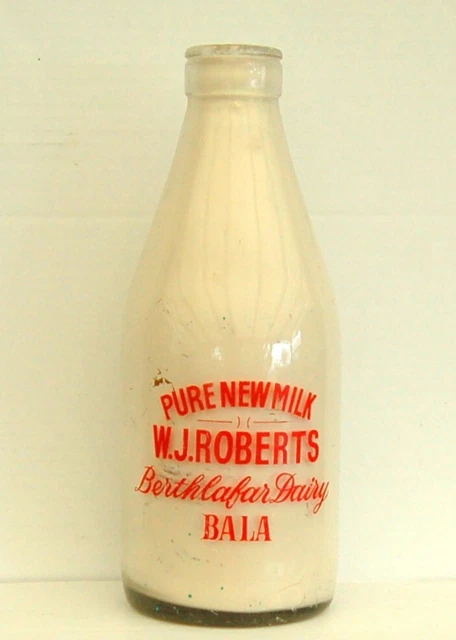 PURE NEW MILK
W.J.ROBERTS
Berthlafar Dairy
BALA